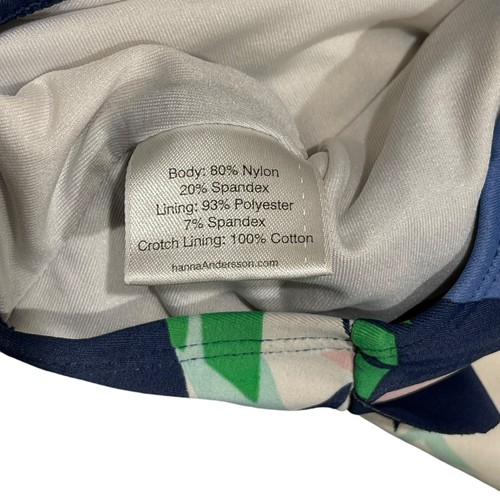 Body: 80% Nylon
20% Spandex
Lining: 93% Polyester
7% Spandex
Crotch Lining: 100% Cotton
hannaAndersson.com